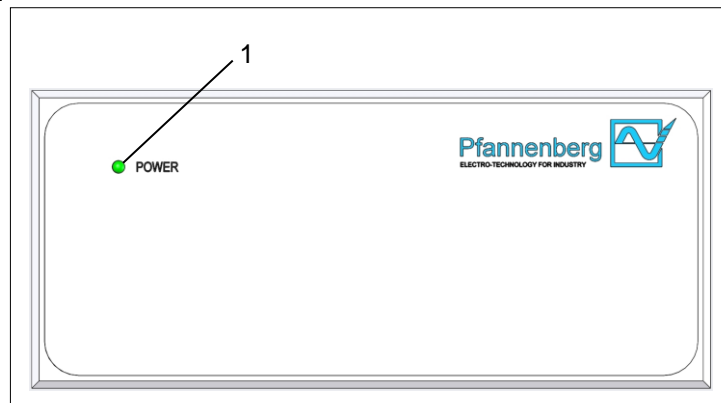 1
POWER
Pfannenberg
ELECTRO-TECHNOLOGY FOR INDUSTRY